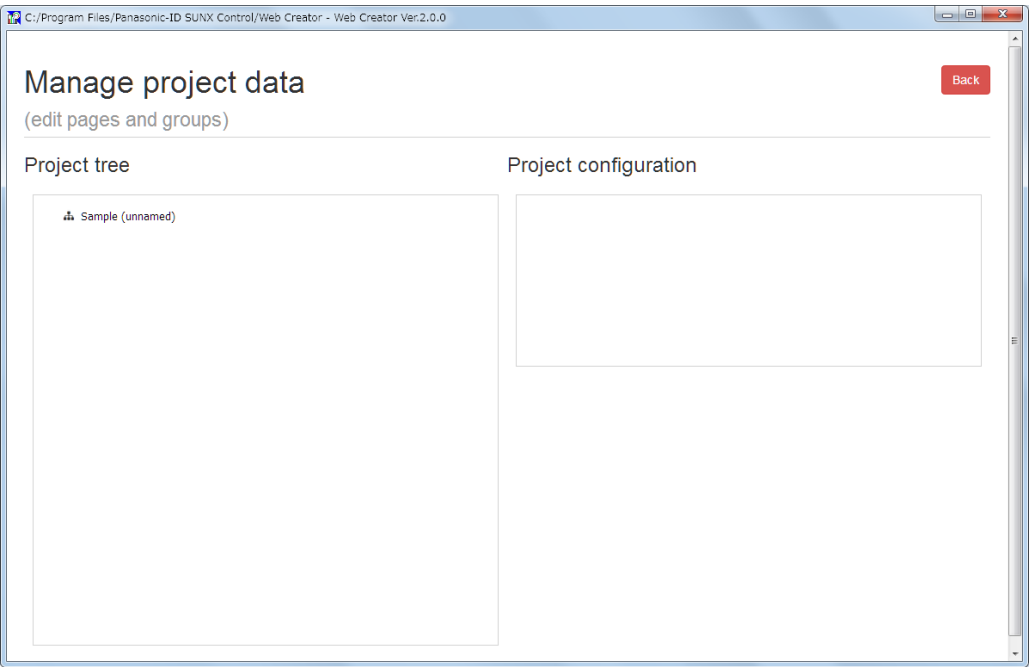 C:/Program Files/Panasonic-ID SUNX Control/Web Creator - Web Creator Ver.2.0.0
Manage project data
Back
(edit pages and groups)
Project tree
Project configuration
Sample (unnamed)